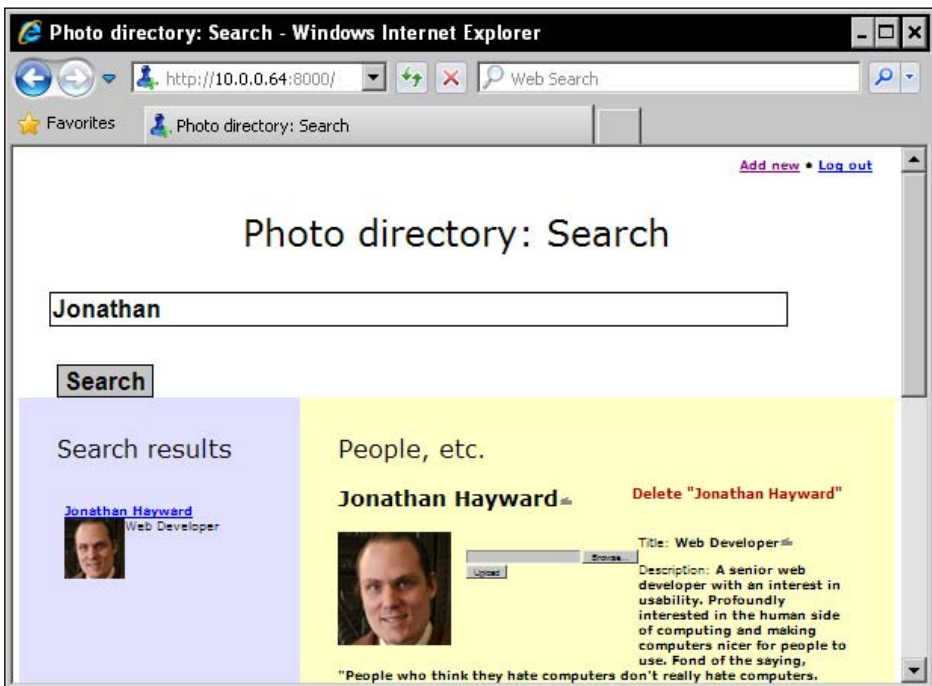 Photo directory: Search - Windows Internet Explorer
http://10.0.0.64:8000/
Web Search
Favorites
Photo directory: Search
Add new • Log out
Photo directory: Search
Jonathan
Search
Search results
Jonathan Hayward
Web Developer
People, etc.
Jonathan Hayward
Delete "Jonathan Hayward"
Browse...
Upload
Title: Web Developer
Description: A senior web
developer with an interest in
usability. Profoundly
interested in the human side
of computing and making
computers nicer for people to
use. Fond of the saying,
"People who think they hate computers don't really hate computers.